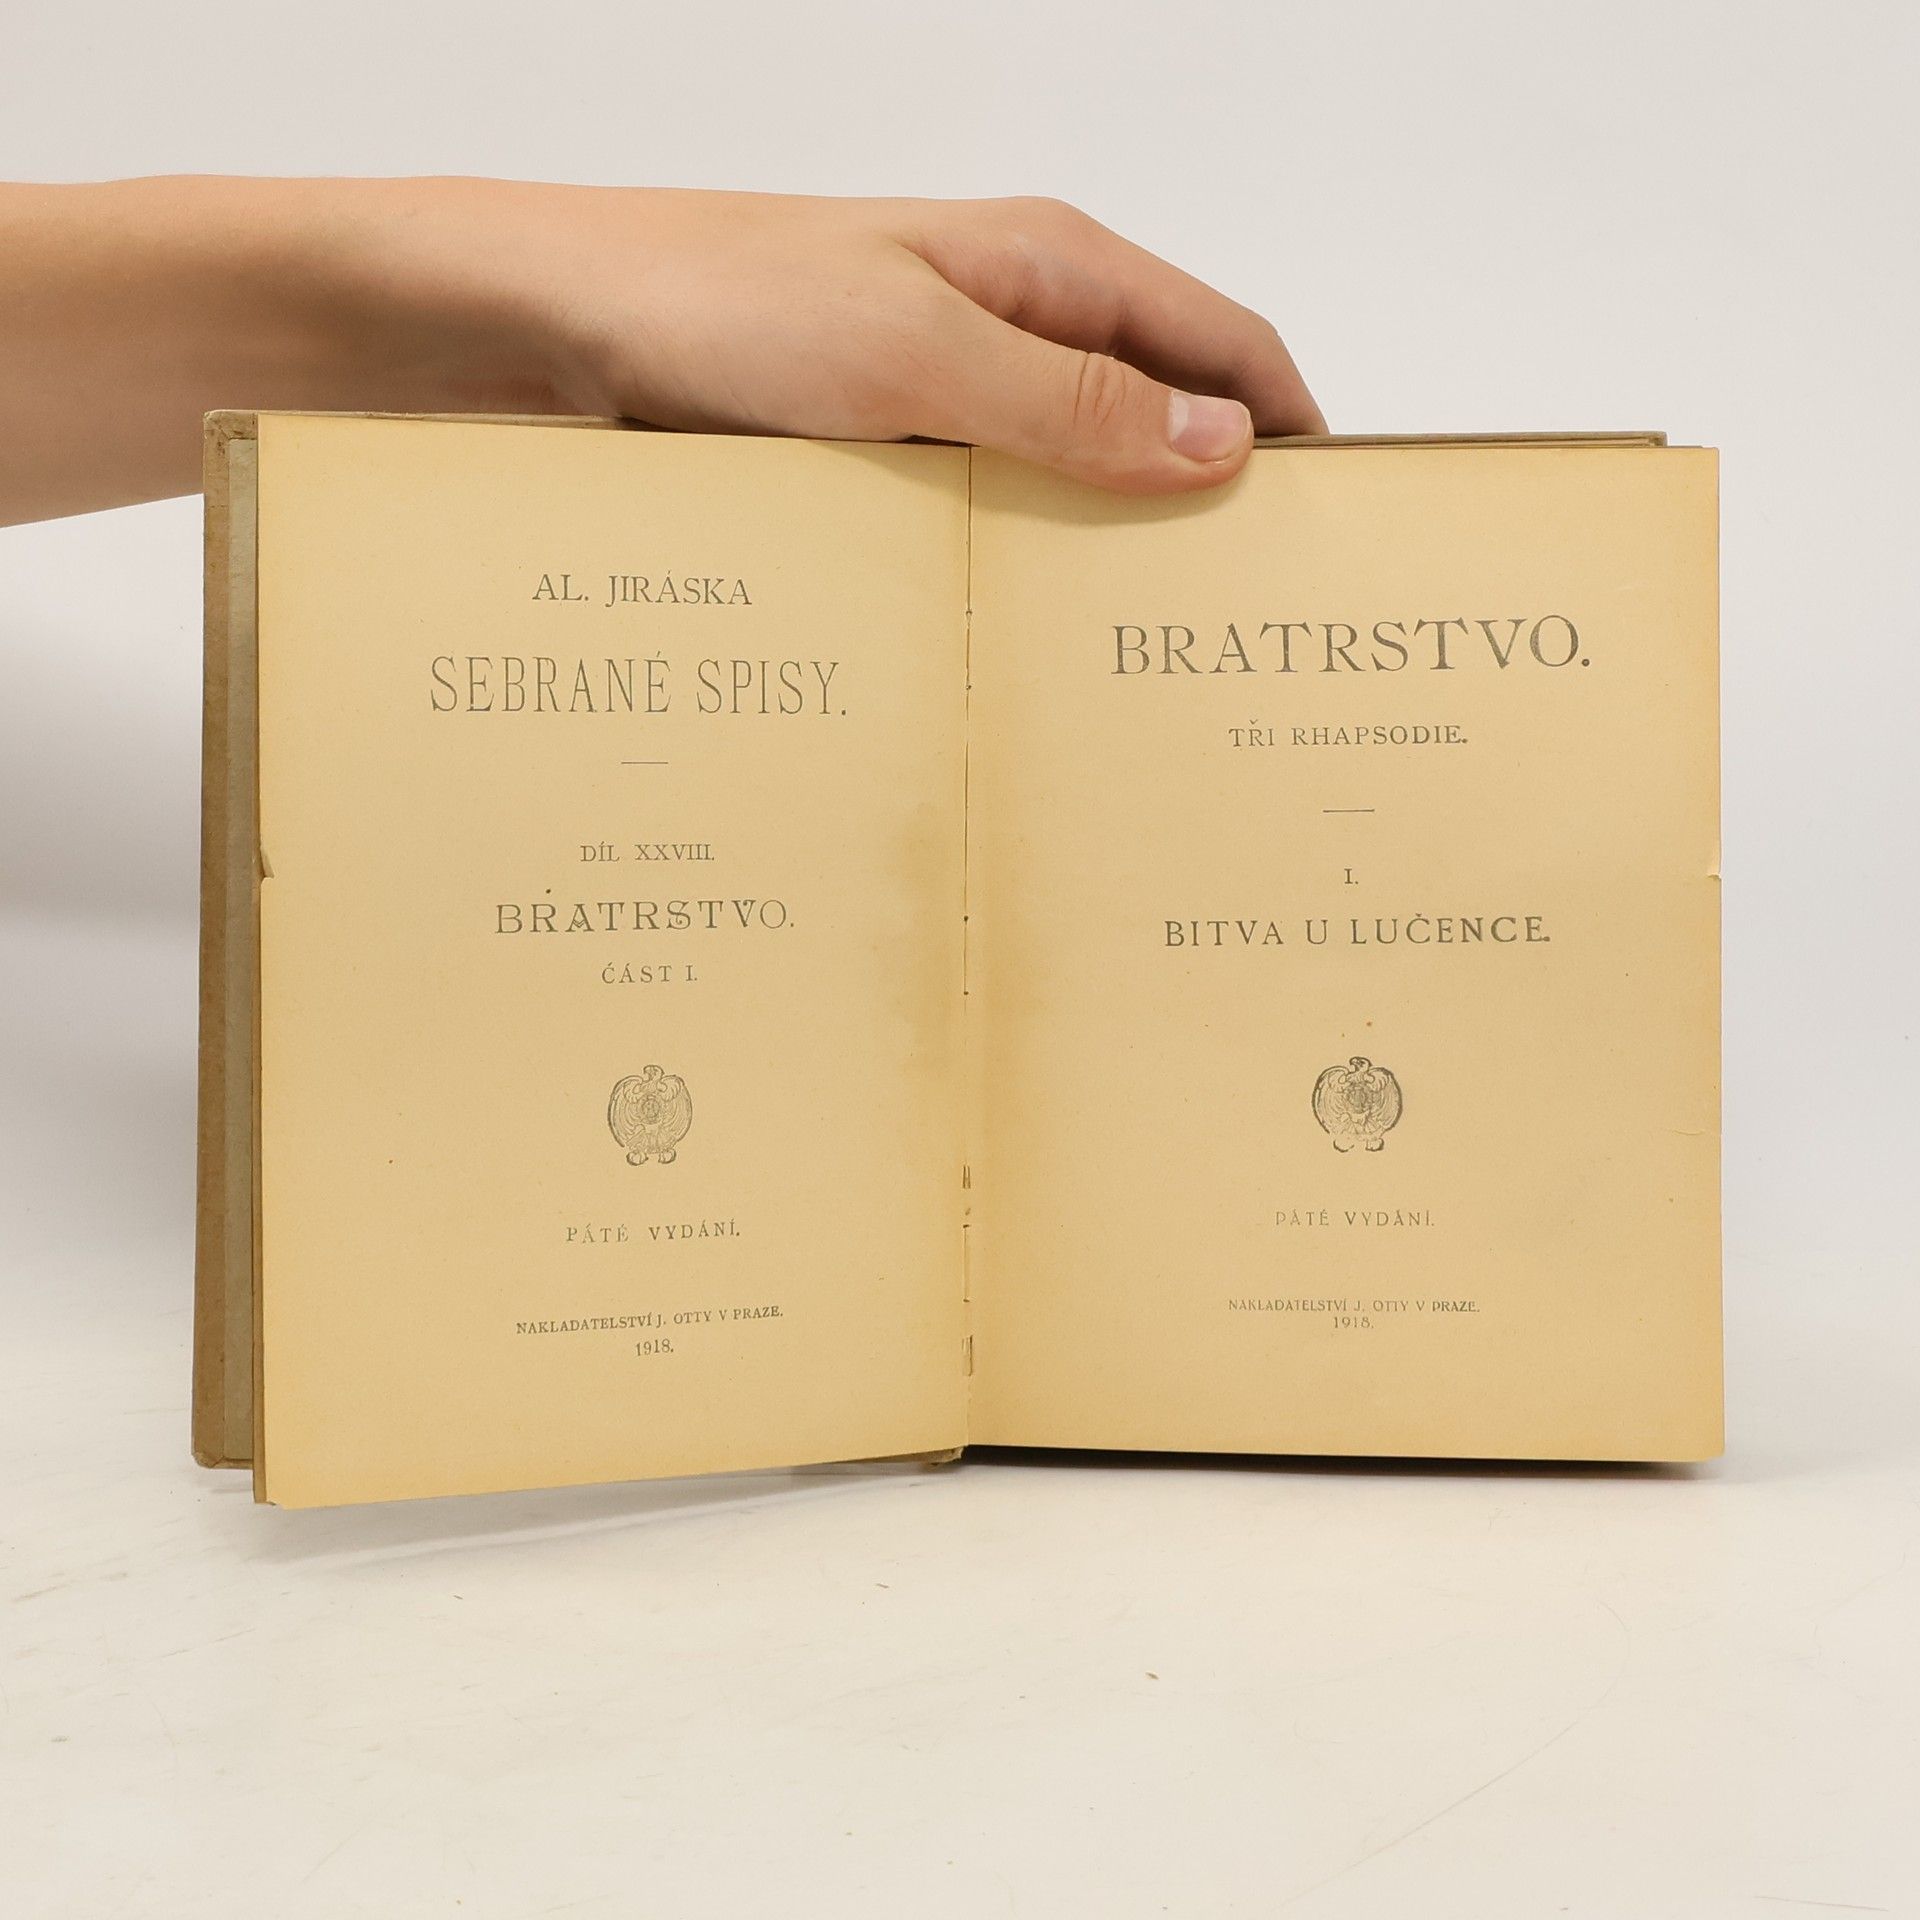 AL. JIRÁSKA
SEBRANÉ SPISY.
DÍL XXVIII.
BRATRSTVO.
ČÁST I.
PÁTÉ VYDÁNÍ.
NAKLADATELSTVÍ J. OTTY V PRAZE.
1918.
BRATRSTVO.
TŘI RHAPSODIE.
I.
BITVA U LUČENCE.
PÁTÉ VYDÁNÍ.
NAKLADATELSTVÍ J. OTTY V PRAZE.
1918.